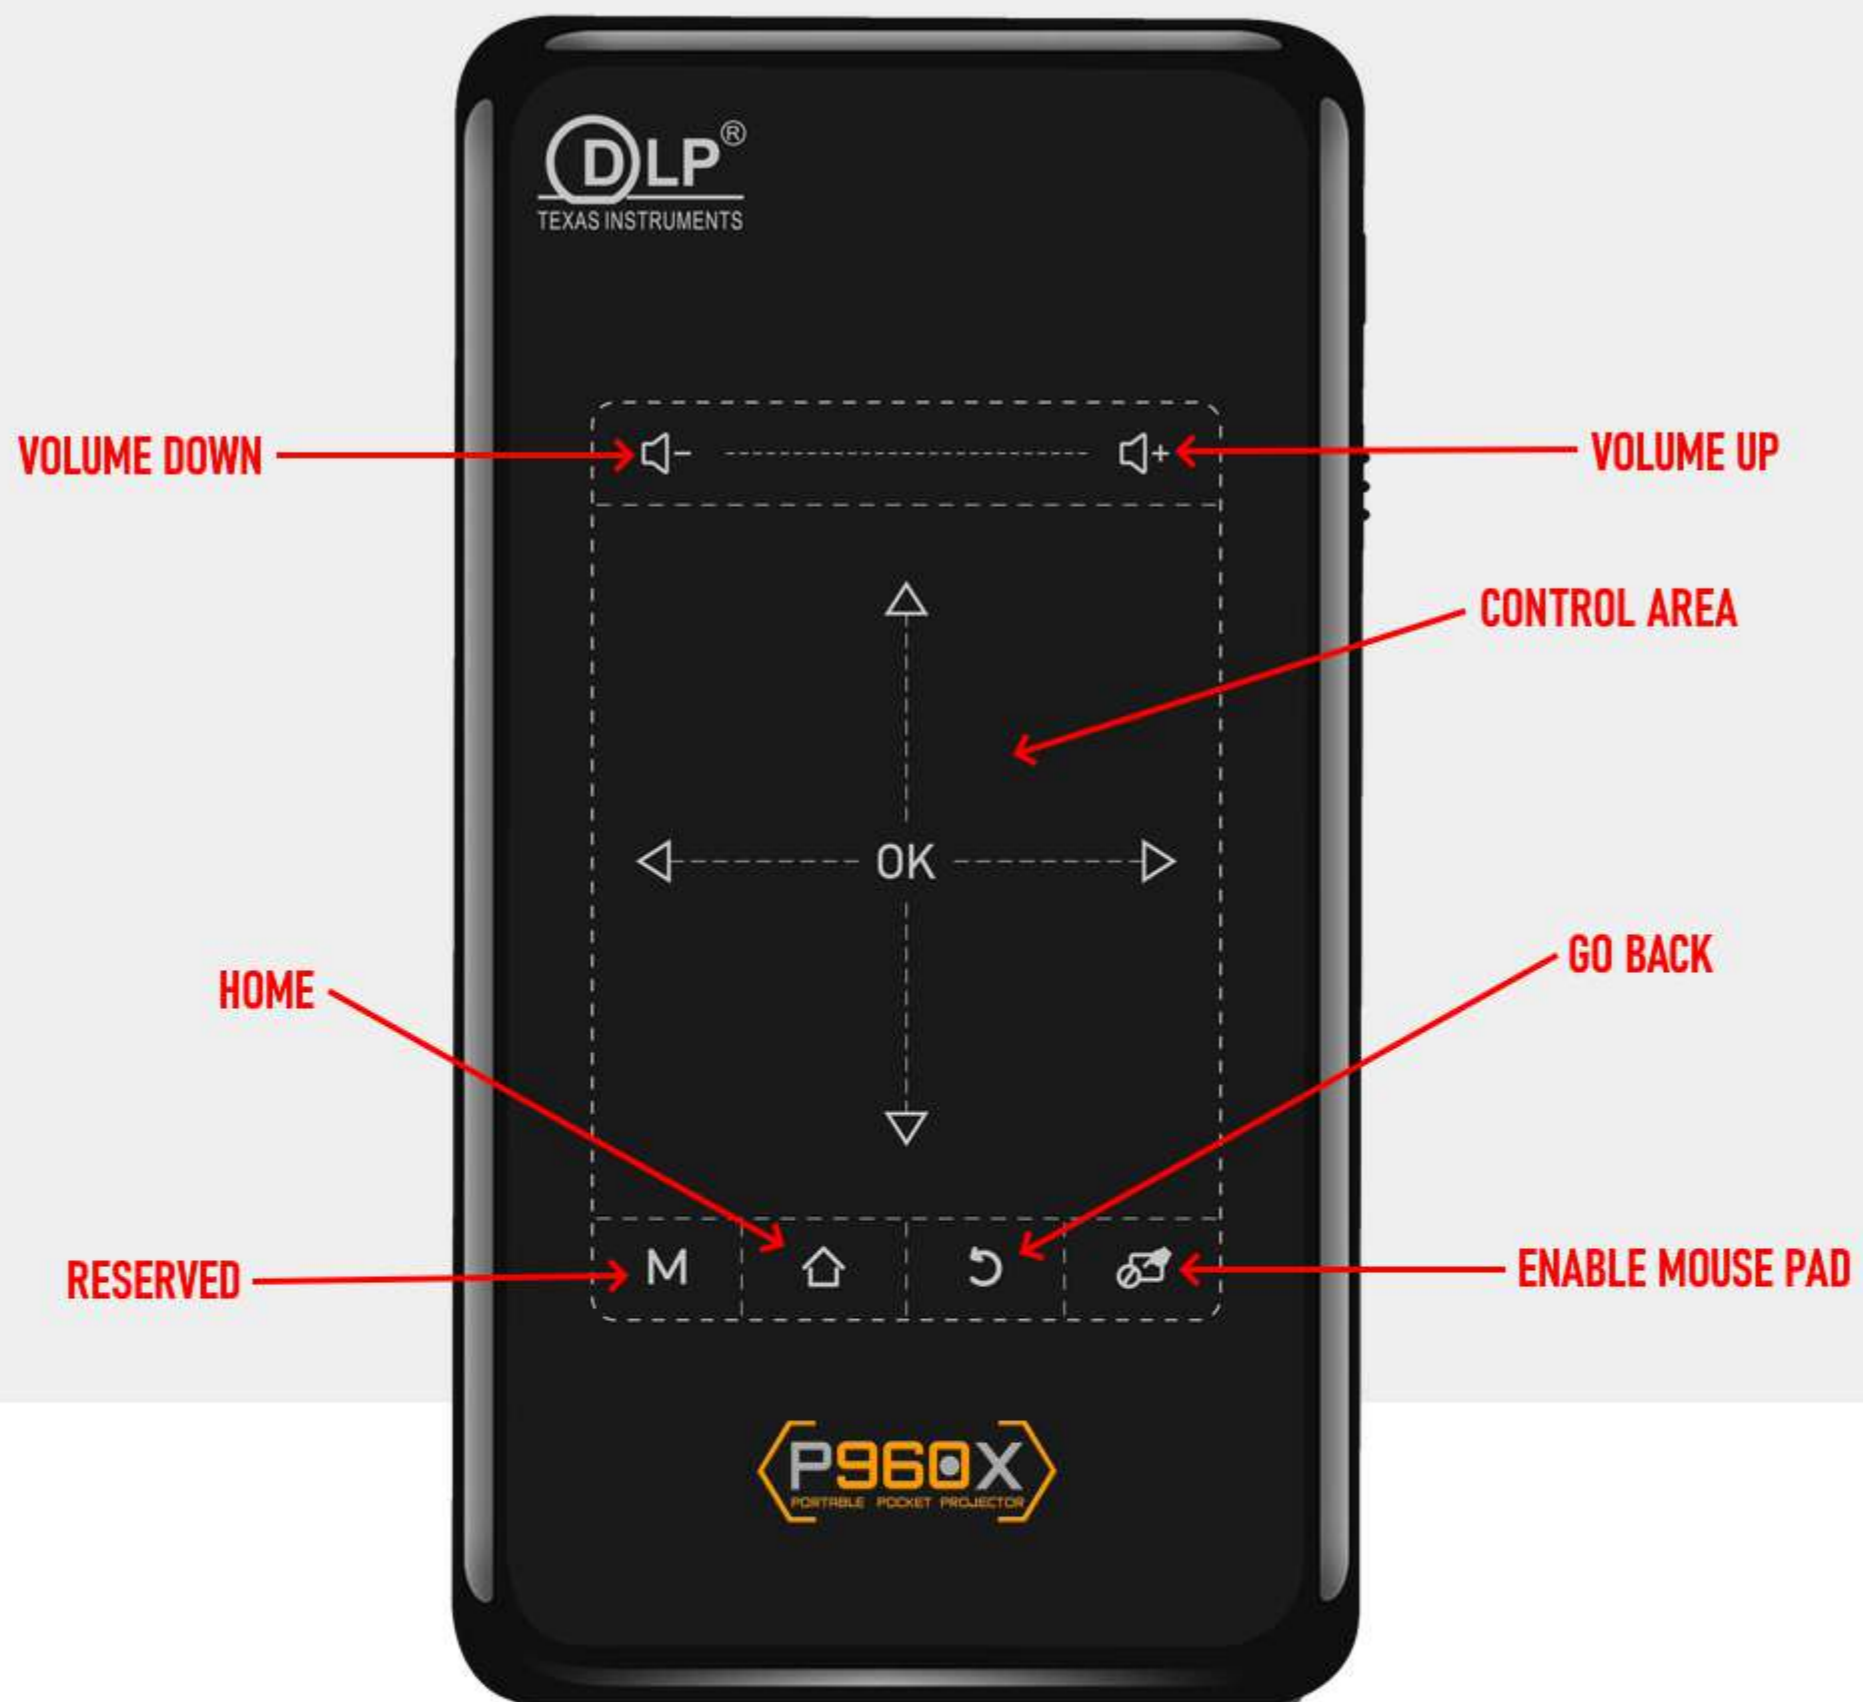 DLP®
TEXAS INSTRUMENTS
VOLUME DOWN
VOLUME UP
CONTROL AREA
OK
GO BACK
HOME
M
RESERVED
ENABLE MOUSE PAD
P960X
PORTABLE POCKET PROJECTOR